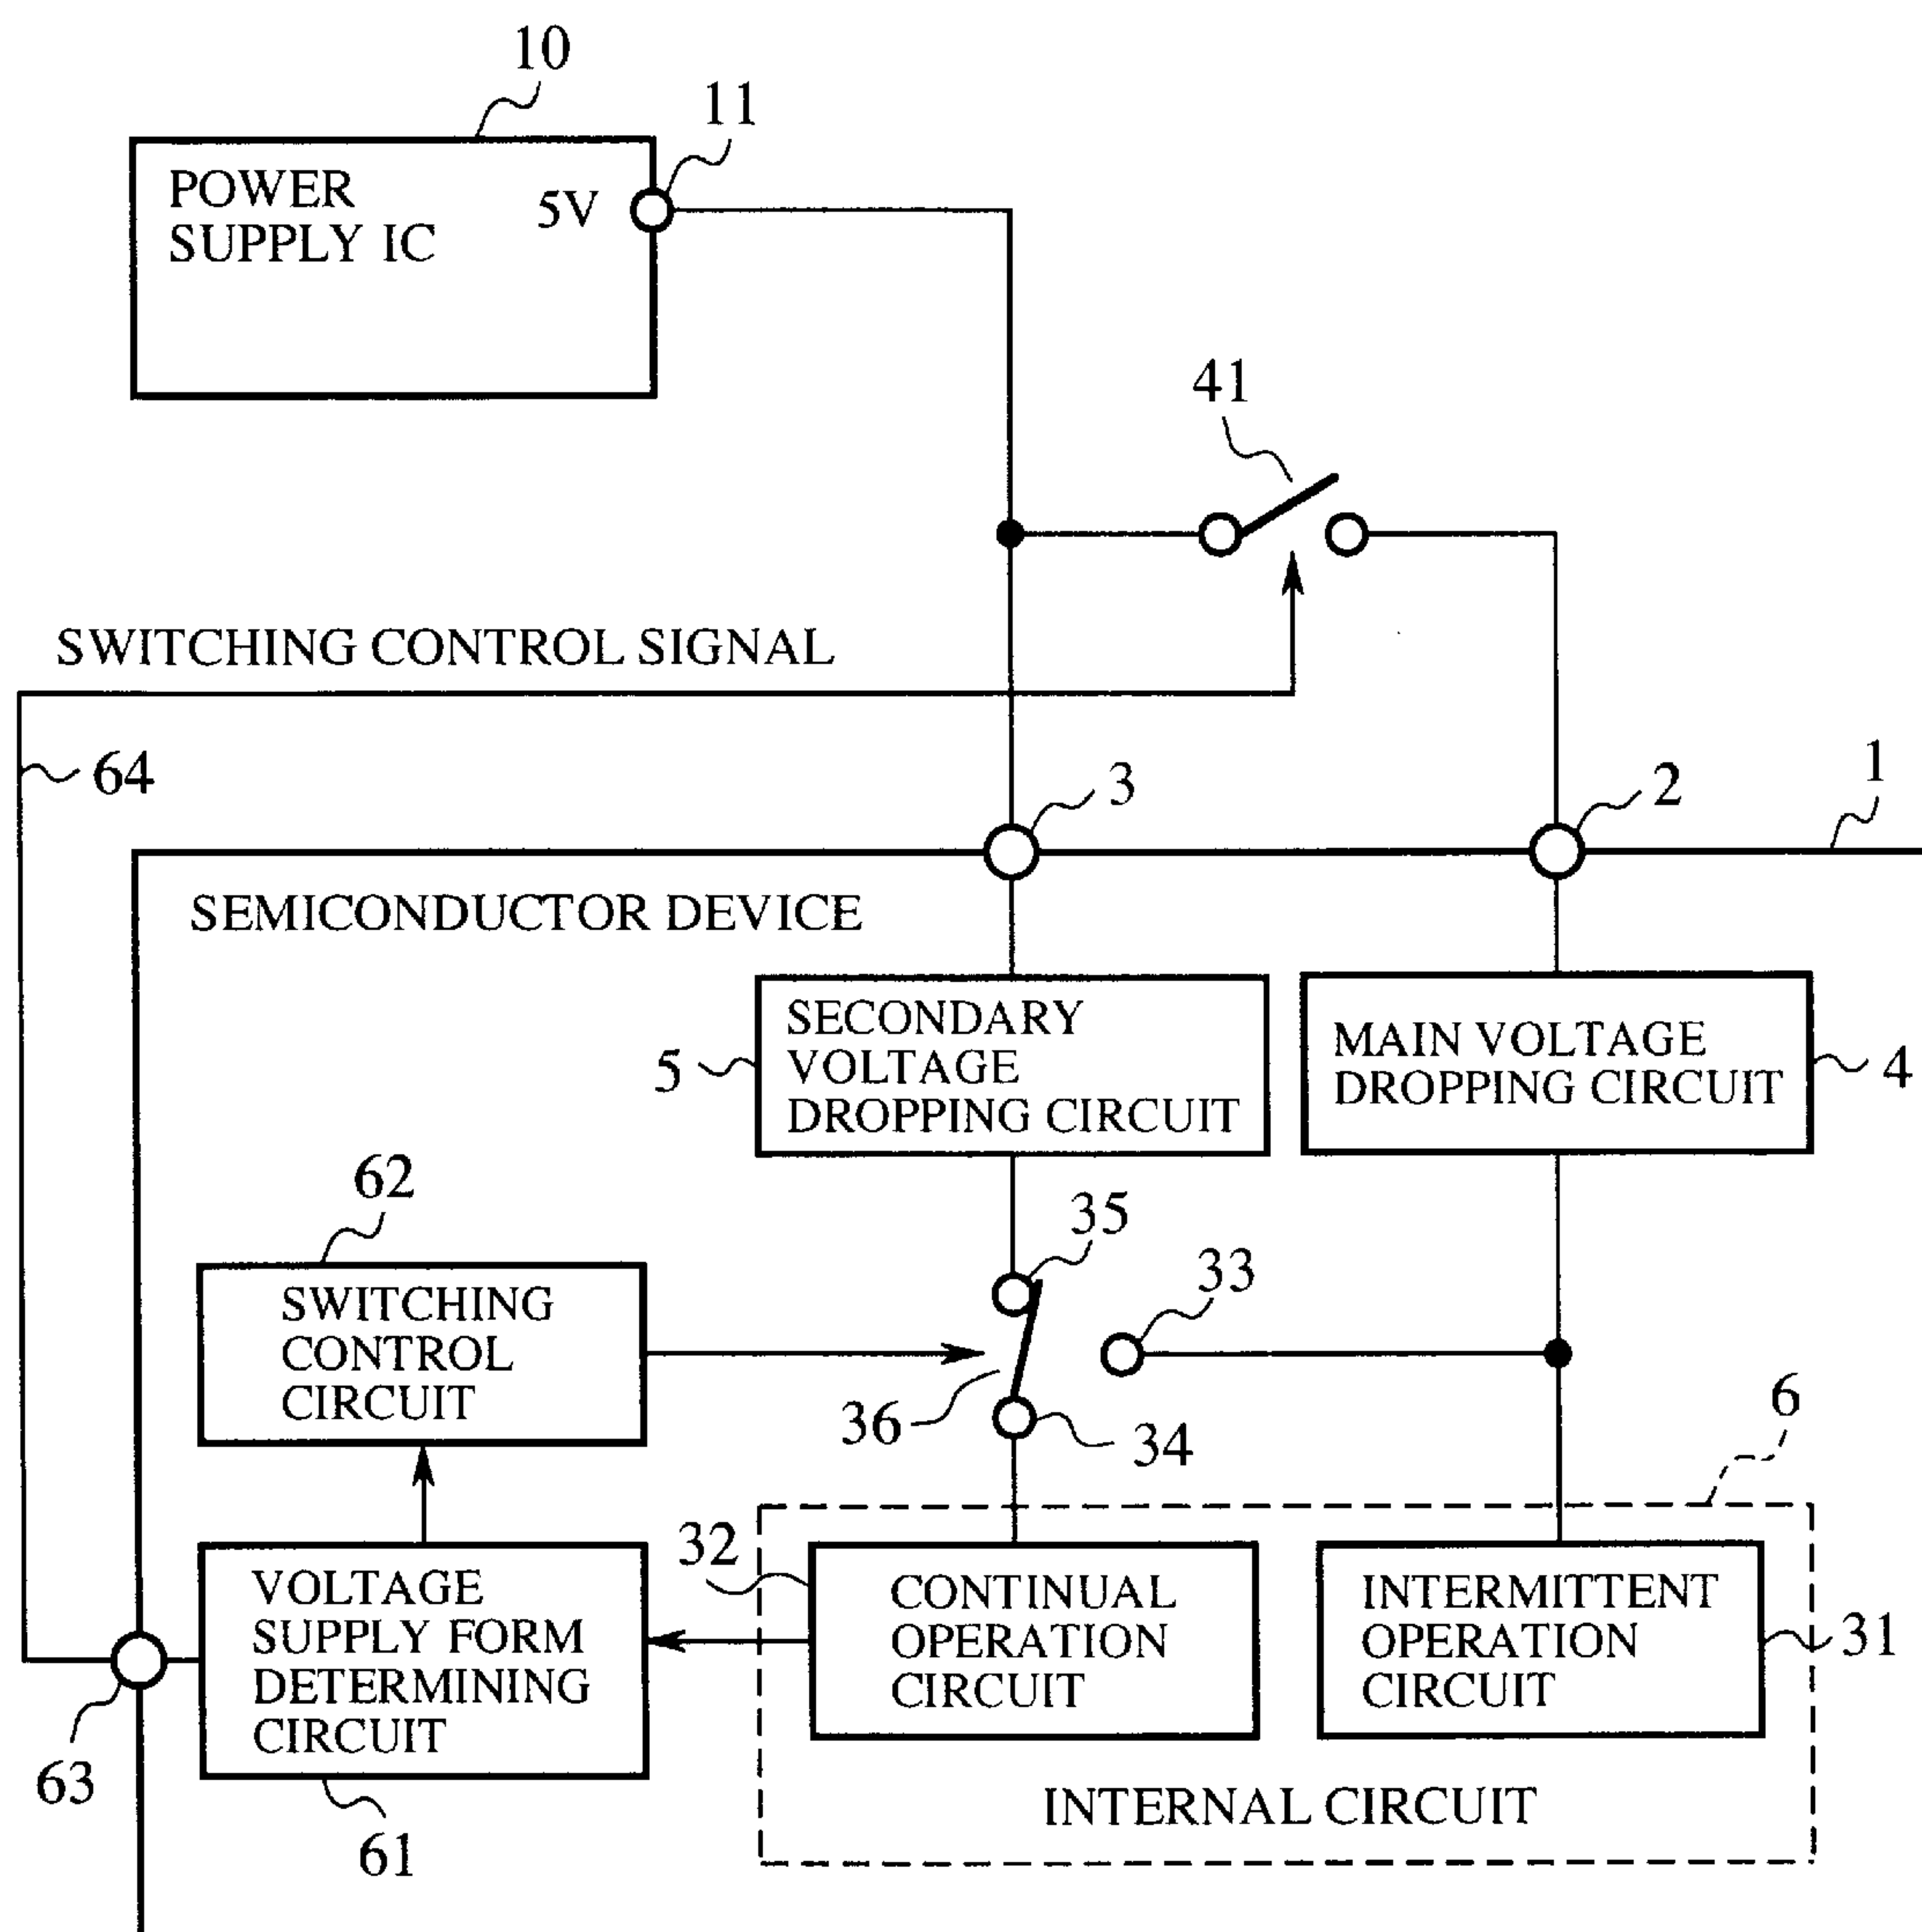 10
11
POWER
SUPPLY IC
5V
41
SWITCHING CONTROL SIGNAL
64
3
2
1
SEMICONDUCTOR DEVICE
5
SECONDARY
VOLTAGE
DROPPING CIRCUIT
MAIN VOLTAGE
DROPPING CIRCUIT
4
62
35
33
SWITCHING
CONTROL
CIRCUIT
36
34
6
32
VOLTAGE
SUPPLY FORM
DETERMINING
CIRCUIT
CONTINUAL
OPERATION
CIRCUIT
INTERMITTENT
OPERATION
CIRCUIT
31
63
61
INTERNAL CIRCUIT